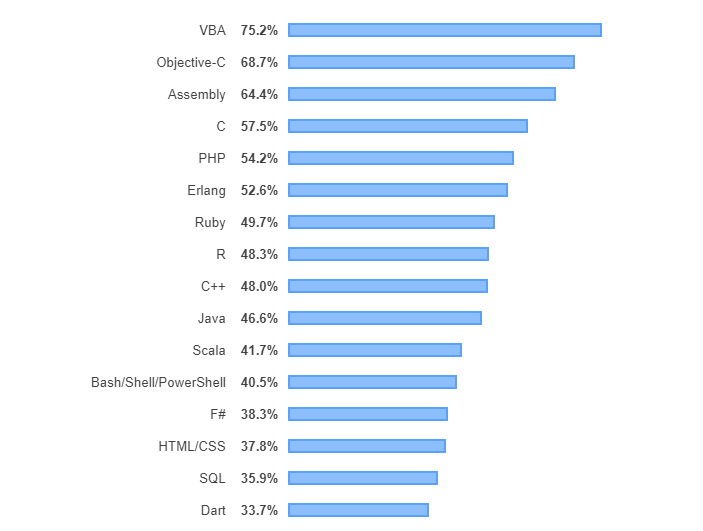 VBA 75.2%
Objective-C 68.7%
Assembly 64.4%
C 57.5%
PHP 54.2%
Erlang 52.6%
Ruby 49.7%
R 48.3%
C++ 48.0%
Java 46.6%
Scala 41.7%
Bash/Shell/PowerShell 40.5%
F# 38.3%
HTML/CSS 37.8%
SQL 35.9%
Dart 33.7%